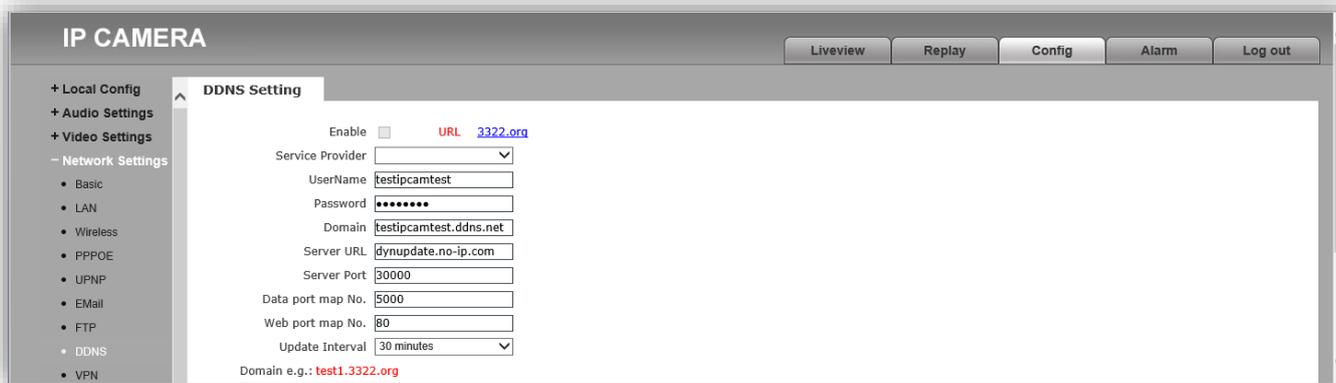 IP CAMERA
Liveview Replay Config Alarm Log out
+ Local Config
+ Audio Settings
+ Video Settings
− Network Settings
• Basic
• LAN
• Wireless
• PPPOE
• UPNP
• EMail
• FTP
• DDNS
• VPN
DDNS Setting
Enable URL 3322.org
Service Provider
UserName testipcamtest
Password ••••••••
Domain testipcamtest.ddns.net
Server URL dynupdate.no-ip.com
Server Port 30000
Data port map No. 5000
Web port map No. 80
Update Interval 30 minutes
Domain e.g.: test1.3322.org